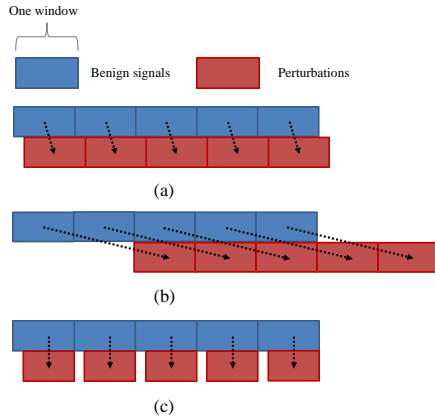 One window
Benign signals
Perturbations
(a)
(b)
(c)